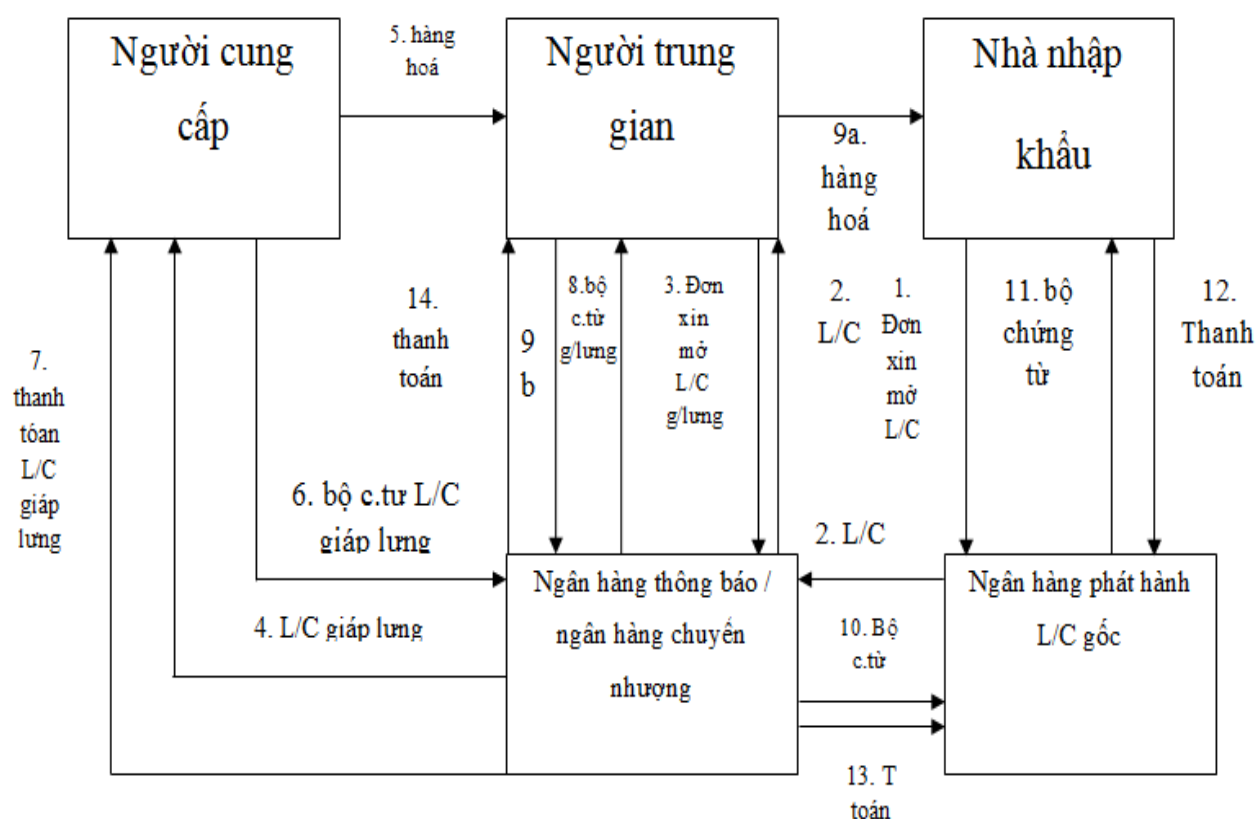 Người cung
cấp
5. hàng
hoá
Người trung
gian
9a.
hàng
hoá
Nhà nhập
khẩu
7.
thanh
tóan
L/C
giáp
lưng
14.
thanh
toán
9
b
8.bộ
c.từ
g/lưng
3. Đơn
xin
mở
L/C
g/lưng
2.
L/C
1.
Đơn
xin
mở
L/C
11. bộ
chứng
từ
12.
Thanh
toán
6. bộ c.tư L/C
giáp lưng
4. L/C giáp lưng
Ngân hàng thông báo /
ngân hàng chuyển
nhượng
2. L/C
10. Bộ
c.từ
13. T
toán
Ngân hàng phát hành
L/C gốc